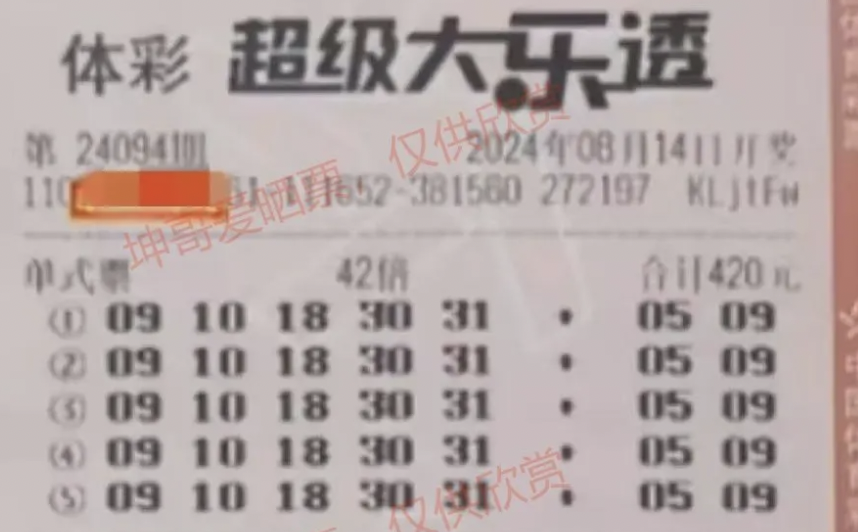 体彩 超级大乐透
第 24094期 2024年08月14日开奖
110 51-111652-381560 272197 KLjtFw
坤哥爱晒票 仅供欣赏
单式票 42倍 合计420元
① 09 10 18 30 31 • 05 09
② 09 10 18 30 31 • 05 09
③ 09 10 18 30 31 • 05 09
④ 09 10 18 30 31 • 05 09
⑤ 09 10 18 30 31 • 05 09
仅供欣赏